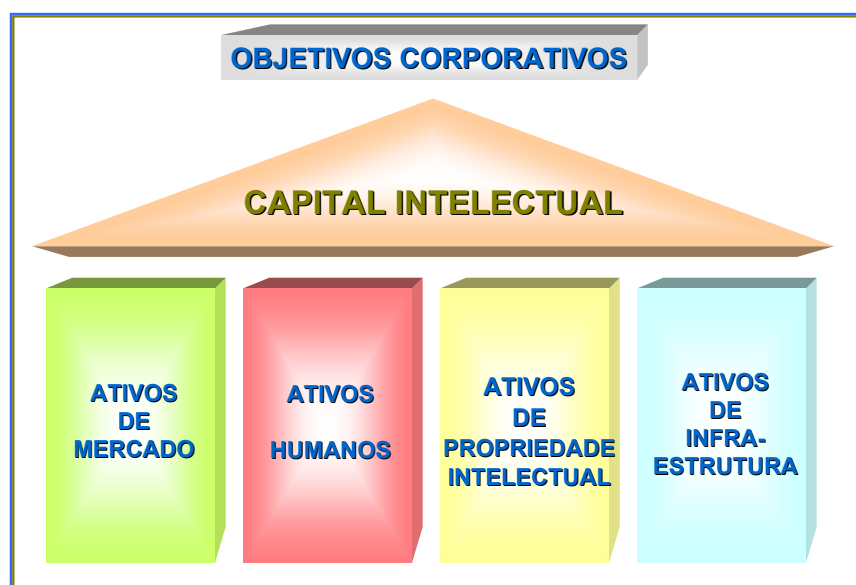 OBJETIVOS CORPORATIVOS
CAPITAL INTELECTUAL
ATIVOS
DE
MERCADO
ATIVOS
HUMANOS
ATIVOS
DE
PROPRIEDADE
INTELECTUAL
ATIVOS
DE
INFRA-
ESTRUTURA